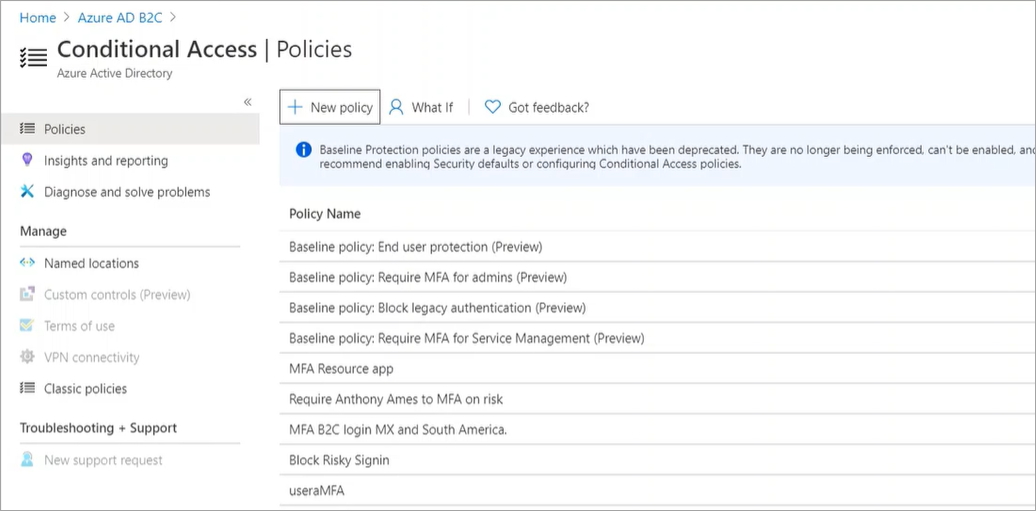 Home > Azure AD B2C >
Conditional Access | Policies
Azure Active Directory
«
Policies
Insights and reporting
Diagnose and solve problems
Manage
Named locations
Custom controls (Preview)
Terms of use
VPN connectivity
Classic policies
Troubleshooting + Support
New support request
New policy What If Got feedback?
Baseline Protection policies are a legacy experience which have been deprecated. They are no longer being enforced, can't be enabled, and
recommend enabling Security defaults or configuring Conditional Access policies.
Policy Name
Baseline policy: End user protection (Preview)
Baseline policy: Require MFA for admins (Preview)
Baseline policy: Block legacy authentication (Preview)
Baseline policy: Require MFA for Service Management (Preview)
MFA Resource app
Require Anthony Ames to MFA on risk
MFA B2C login MX and South America.
Block Risky Signin
useraMFA